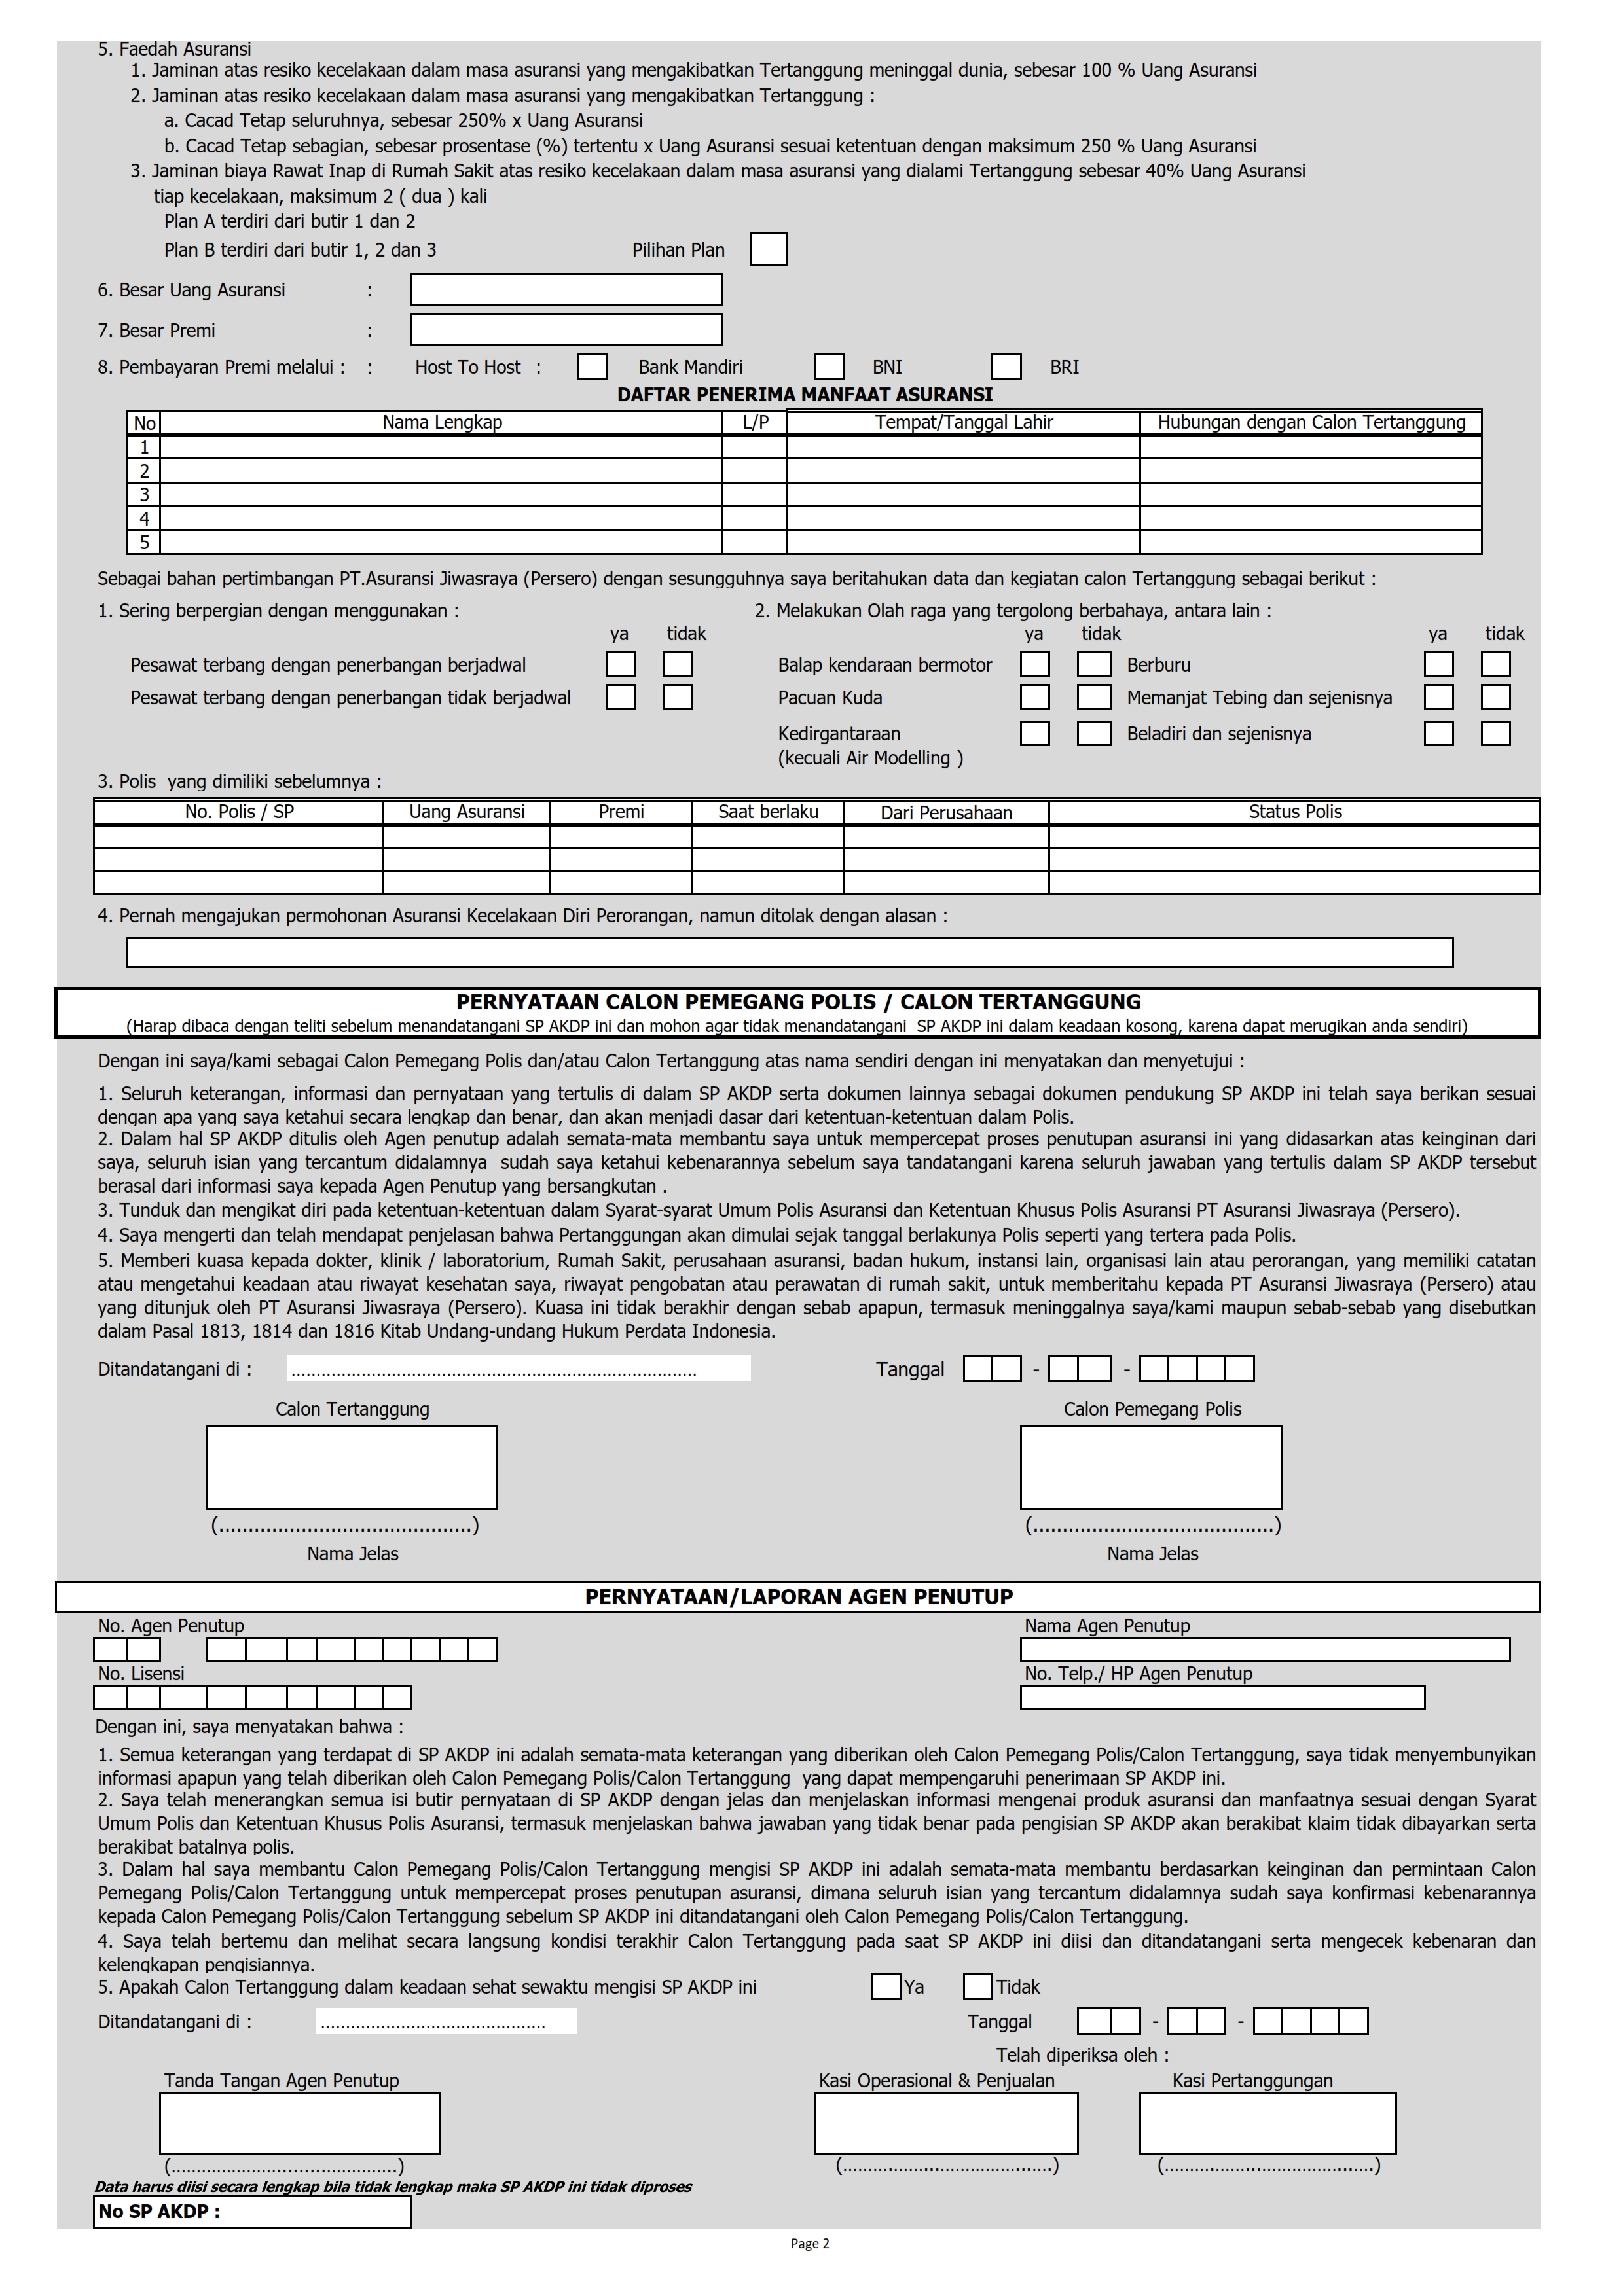 5. Faedah Asuransi
1. Jaminan atas resiko kecelakaan dalam masa asuransi yang mengakibatkan Tertanggung meninggal dunia, sebesar 100 % Uang Asuransi
2. Jaminan atas resiko kecelakaan dalam masa asuransi yang mengakibatkan Tertanggung :
a. Cacad Tetap seluruhnya, sebesar 250% x Uang Asuransi
b. Cacad Tetap sebagian, sebesar prosentase (%) tertentu x Uang Asuransi sesuai ketentuan dengan maksimum 250 % Uang Asuransi
3. Jaminan biaya Rawat Inap di Rumah Sakit atas resiko kecelakaan dalam masa asuransi yang dialami Tertanggung sebesar 40% Uang Asuransi
tiap kecelakaan, maksimum 2 ( dua ) kali
Plan A terdiri dari butir 1 dan 2
Plan B terdiri dari butir 1, 2 dan 3 Pilihan Plan
6. Besar Uang Asuransi :
7. Besar Premi :
8. Pembayaran Premi melalui : : Host To Host : Bank Mandiri BNI BRI
DAFTAR PENERIMA MANFAAT ASURANSI
No Nama Lengkap L/P Tempat/Tanggal Lahir Hubungan dengan Calon Tertanggung
1
2
3
4
5
Sebagai bahan pertimbangan PT.Asuransi Jiwasraya (Persero) dengan sesungguhnya saya beritahukan data dan kegiatan calon Tertanggung sebagai berikut :
1. Sering berpergian dengan menggunakan : 2. Melakukan Olah raga yang tergolong berbahaya, antara lain :
ya tidak ya tidak ya tidak
Pesawat terbang dengan penerbangan berjadwal Balap kendaraan bermotor Berburu
Pesawat terbang dengan penerbangan tidak berjadwal Pacuan Kuda Memanjat Tebing dan sejenisnya
Kedirgantaraan Beladiri dan sejenisnya
(kecuali Air Modelling )
3. Polis yang dimiliki sebelumnya :
No. Polis / SP Uang Asuransi Premi Saat berlaku Dari Perusahaan Status Polis
4. Pernah mengajukan permohonan Asuransi Kecelakaan Diri Perorangan, namun ditolak dengan alasan :
PERNYATAAN CALON PEMEGANG POLIS / CALON TERTANGGUNG
(Harap dibaca dengan teliti sebelum menandatangani SP AKDP ini dan mohon agar tidak menandatangani SP AKDP ini dalam keadaan kosong, karena dapat merugikan anda sendiri)
Dengan ini saya/kami sebagai Calon Pemegang Polis dan/atau Calon Tertanggung atas nama sendiri dengan ini menyatakan dan menyetujui :
1. Seluruh keterangan, informasi dan pernyataan yang tertulis di dalam SP AKDP serta dokumen lainnya sebagai dokumen pendukung SP AKDP ini telah saya berikan sesuai
dengan apa yang saya ketahui secara lengkap dan benar, dan akan menjadi dasar dari ketentuan-ketentuan dalam Polis.
2. Dalam hal SP AKDP ditulis oleh Agen penutup adalah semata-mata membantu saya untuk mempercepat proses penutupan asuransi ini yang didasarkan atas keinginan dari
saya, seluruh isian yang tercantum didalamnya sudah saya ketahui kebenarannya sebelum saya tandatangani karena seluruh jawaban yang tertulis dalam SP AKDP tersebut
berasal dari informasi saya kepada Agen Penutup yang bersangkutan .
3. Tunduk dan mengikat diri pada ketentuan-ketentuan dalam Syarat-syarat Umum Polis Asuransi dan Ketentuan Khusus Polis Asuransi PT Asuransi Jiwasraya (Persero).
4. Saya mengerti dan telah mendapat penjelasan bahwa Pertanggungan akan dimulai sejak tanggal berlakunya Polis seperti yang tertera pada Polis.
5. Memberi kuasa kepada dokter, klinik / laboratorium, Rumah Sakit, perusahaan asuransi, badan hukum, instansi lain, organisasi lain atau perorangan, yang memiliki catatan
atau mengetahui keadaan atau riwayat kesehatan saya, riwayat pengobatan atau perawatan di rumah sakit, untuk memberitahu kepada PT Asuransi Jiwasraya (Persero) atau
yang ditunjuk oleh PT Asuransi Jiwasraya (Persero). Kuasa ini tidak berakhir dengan sebab apapun, termasuk meninggalnya saya/kami maupun sebab-sebab yang disebutkan
dalam Pasal 1813, 1814 dan 1816 Kitab Undang-undang Hukum Perdata Indonesia.
Ditandatangani di : ................................................................................. Tanggal - -
Calon Tertanggung Calon Pemegang Polis
(...........................................) (.........................................)
Nama Jelas Nama Jelas
PERNYATAAN/LAPORAN AGEN PENUTUP
No. Agen Penutup Nama Agen Penutup
No. Lisensi No. Telp./ HP Agen Penutup
Dengan ini, saya menyatakan bahwa :
1. Semua keterangan yang terdapat di SP AKDP ini adalah semata-mata keterangan yang diberikan oleh Calon Pemegang Polis/Calon Tertanggung, saya tidak menyembunyikan
informasi apapun yang telah diberikan oleh Calon Pemegang Polis/Calon Tertanggung yang dapat mempengaruhi penerimaan SP AKDP ini.
2. Saya telah menerangkan semua isi butir pernyataan di SP AKDP dengan jelas dan menjelaskan informasi mengenai produk asuransi dan manfaatnya sesuai dengan Syarat
Umum Polis dan Ketentuan Khusus Polis Asuransi, termasuk menjelaskan bahwa jawaban yang tidak benar pada pengisian SP AKDP akan berakibat klaim tidak dibayarkan serta
berakibat batalnya polis.
3. Dalam hal saya membantu Calon Pemegang Polis/Calon Tertanggung mengisi SP AKDP ini adalah semata-mata membantu berdasarkan keinginan dan permintaan Calon
Pemegang Polis/Calon Tertanggung untuk mempercepat proses penutupan asuransi, dimana seluruh isian yang tercantum didalamnya sudah saya konfirmasi kebenarannya
kepada Calon Pemegang Polis/Calon Tertanggung sebelum SP AKDP ini ditandatangani oleh Calon Pemegang Polis/Calon Tertanggung.
4. Saya telah bertemu dan melihat secara langsung kondisi terakhir Calon Tertanggung pada saat SP AKDP ini diisi dan ditandatangani serta mengecek kebenaran dan
kelengkapan pengisiannya.
5. Apakah Calon Tertanggung dalam keadaan sehat sewaktu mengisi SP AKDP ini Ya Tidak
Ditandatangani di : ............................................. Tanggal - -
Telah diperiksa oleh :
Tanda Tangan Agen Penutup Kasi Operasional & Penjualan Kasi Pertanggungan
(.............................................) (.........................................) (.........................................)
Data harus diisi secara lengkap bila tidak lengkap maka SP AKDP ini tidak diproses
No SP AKDP :
Page 2